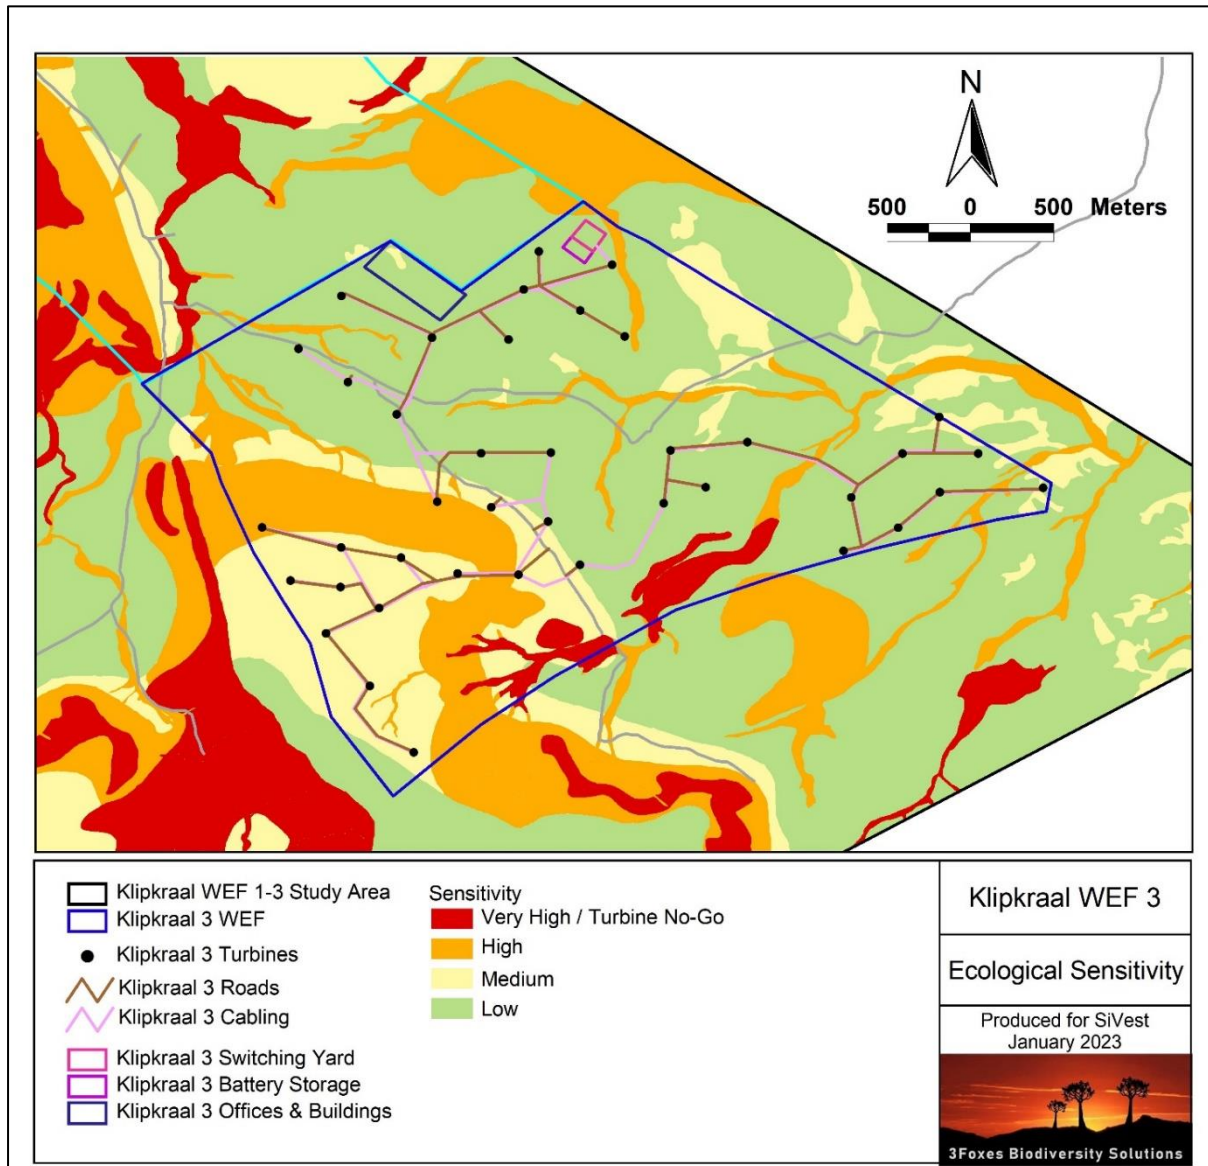 N
500 0 500 Meters
Klipkraal WEF 1-3 Study Area
Klipkraal 3 WEF
Klipkraal 3 Turbines
Klipkraal 3 Roads
Klipkraal 3 Cabling
Klipkraal 3 Switching Yard
Klipkraal 3 Battery Storage
Klipkraal 3 Offices & Buildings
Sensitivity
Very High / Turbine No-Go
High
Medium
Low
Klipkraal WEF 3
Ecological Sensitivity
Produced for SiVest
January 2023
3Foxes Biodiversity Solutions